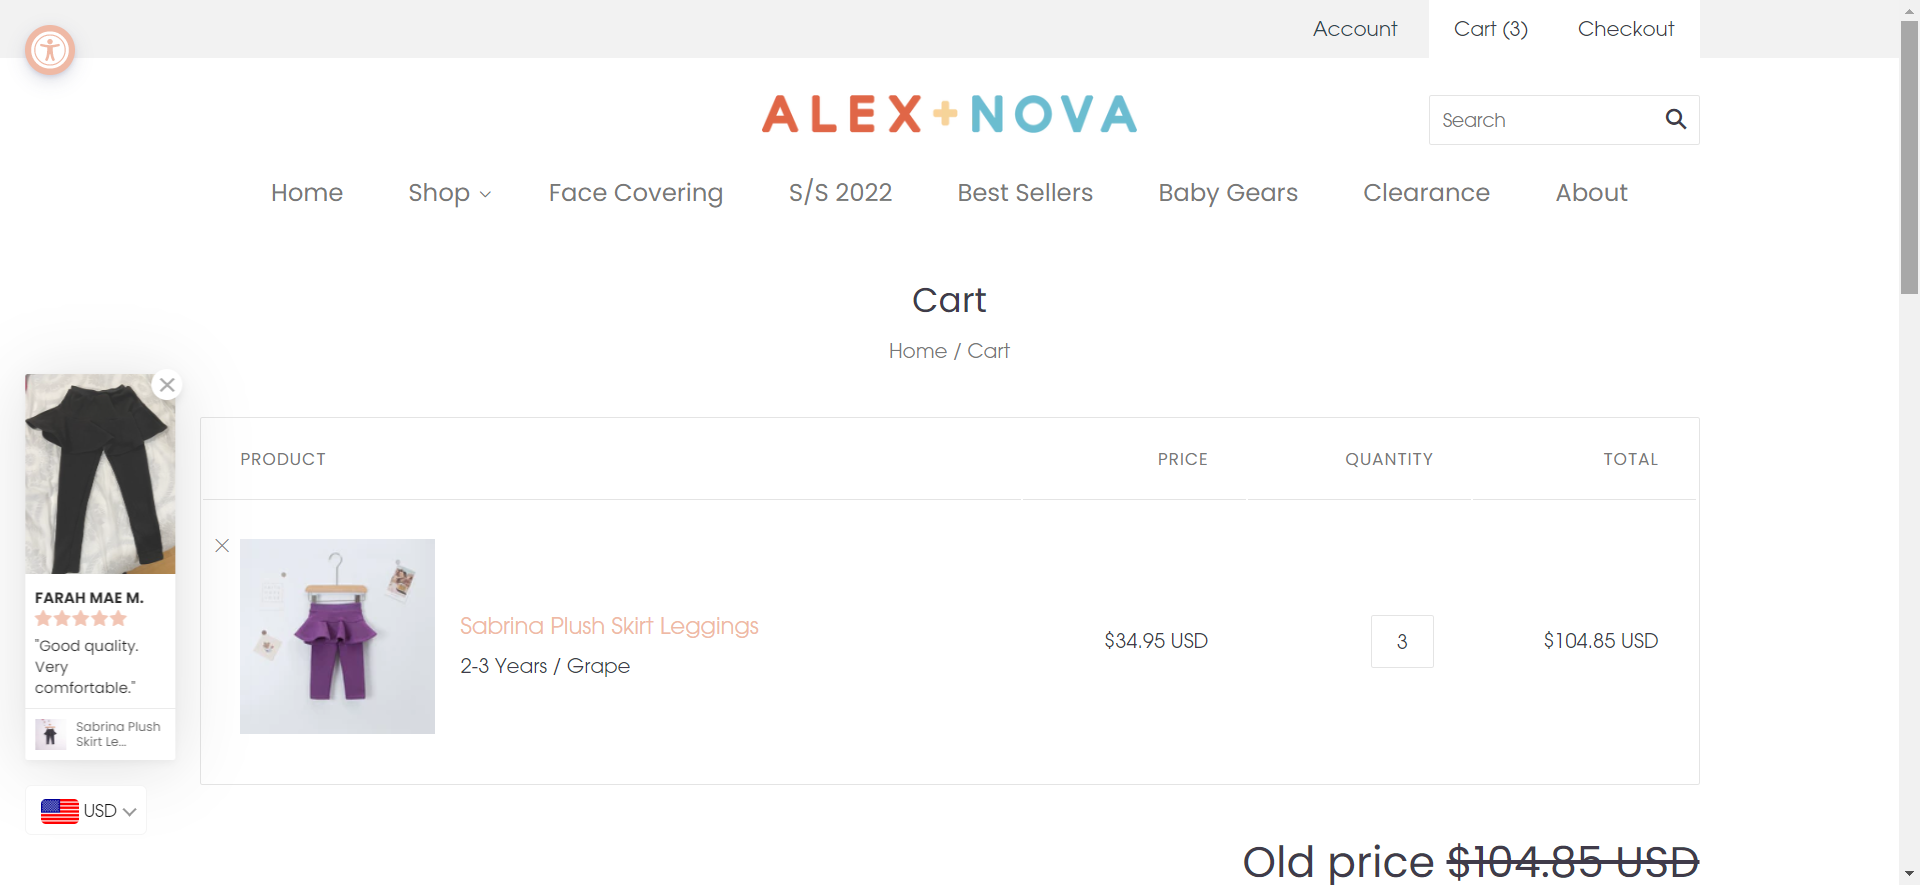 Account
Cart (3)
Checkout
ALEX+NOVA
Search
Home
Shop
Face Covering
S/S 2022
Best Sellers
Baby Gears
Clearance
About
Cart
Home / Cart
PRODUCT
PRICE
QUANTITY
TOTAL
Sabrina Plush Skirt Leggings
2-3 Years / Grape
$34.95 USD
3
$104.85 USD
FARAH MAE M.
"Good quality.
Very
comfortable."
Sabrina Plush
Skirt Le...
USD
Old price $104.85 USD